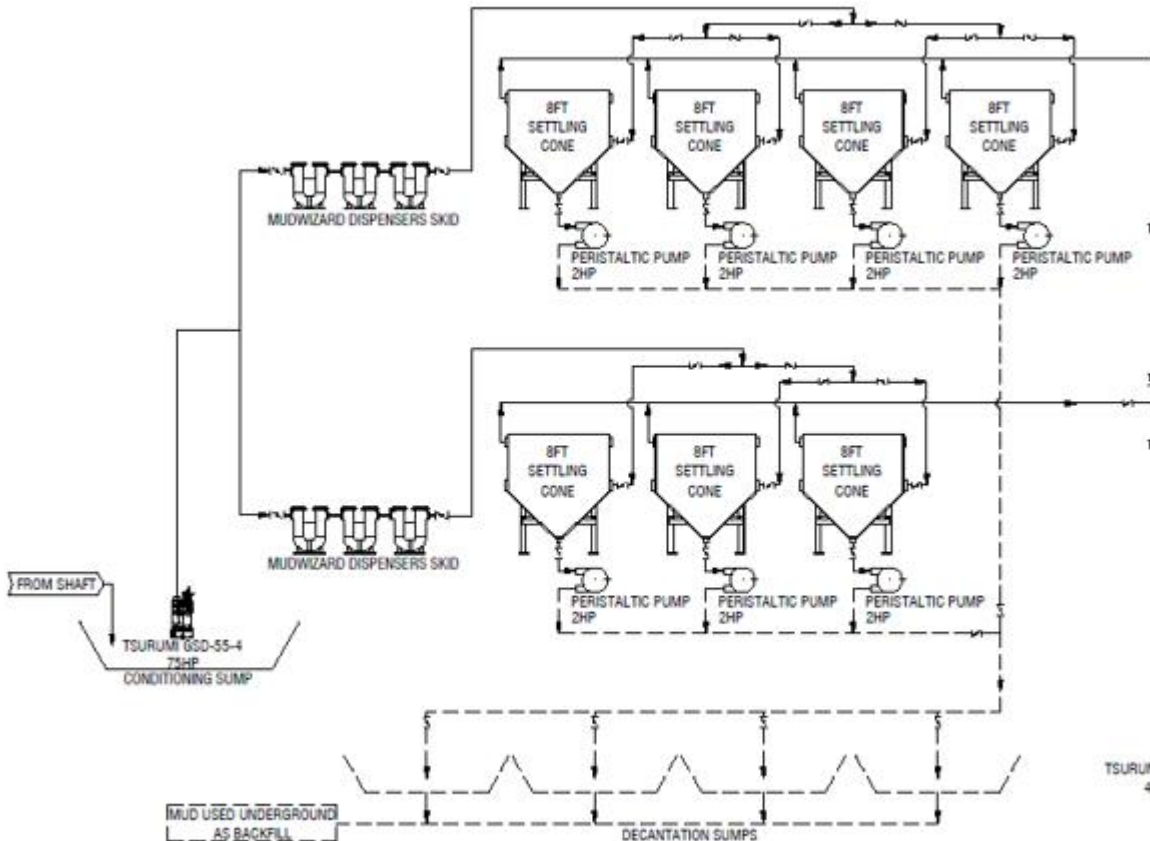 8FT
SETTLING
CONE
8FT
SETTLING
CONE
8FT
SETTLING
CONE
8FT
SETTLING
CONE
MUDWIZARD DISPENSERS SKID
PERISTALTIC PUMP
2HP
PERISTALTIC PUMP
2HP
PERISTALTIC PUMP
2HP
PERISTALTIC PUMP
2HP
8FT
SETTLING
CONE
8FT
SETTLING
CONE
8FT
SETTLING
CONE
MUDWIZARD DISPENSERS SKID
PERISTALTIC PUMP
2HP
PERISTALTIC PUMP
2HP
PERISTALTIC PUMP
2HP
FROM SHAFT
TSURUMI GSD-55-4
75HP
CONDITIONING SUMP
TSURUM
4
MUD USED UNDERGROUND
AS BACKFILL
DECANTATION SUMPS